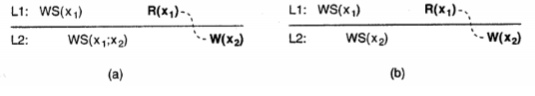 L1: WS(x₁) R(x₁)
L2: WS(x₁;x₂) W(x₂)
(a)
L1: WS(x₁) R(x₁)
L2: WS(x₂) W(x₂)
(b)